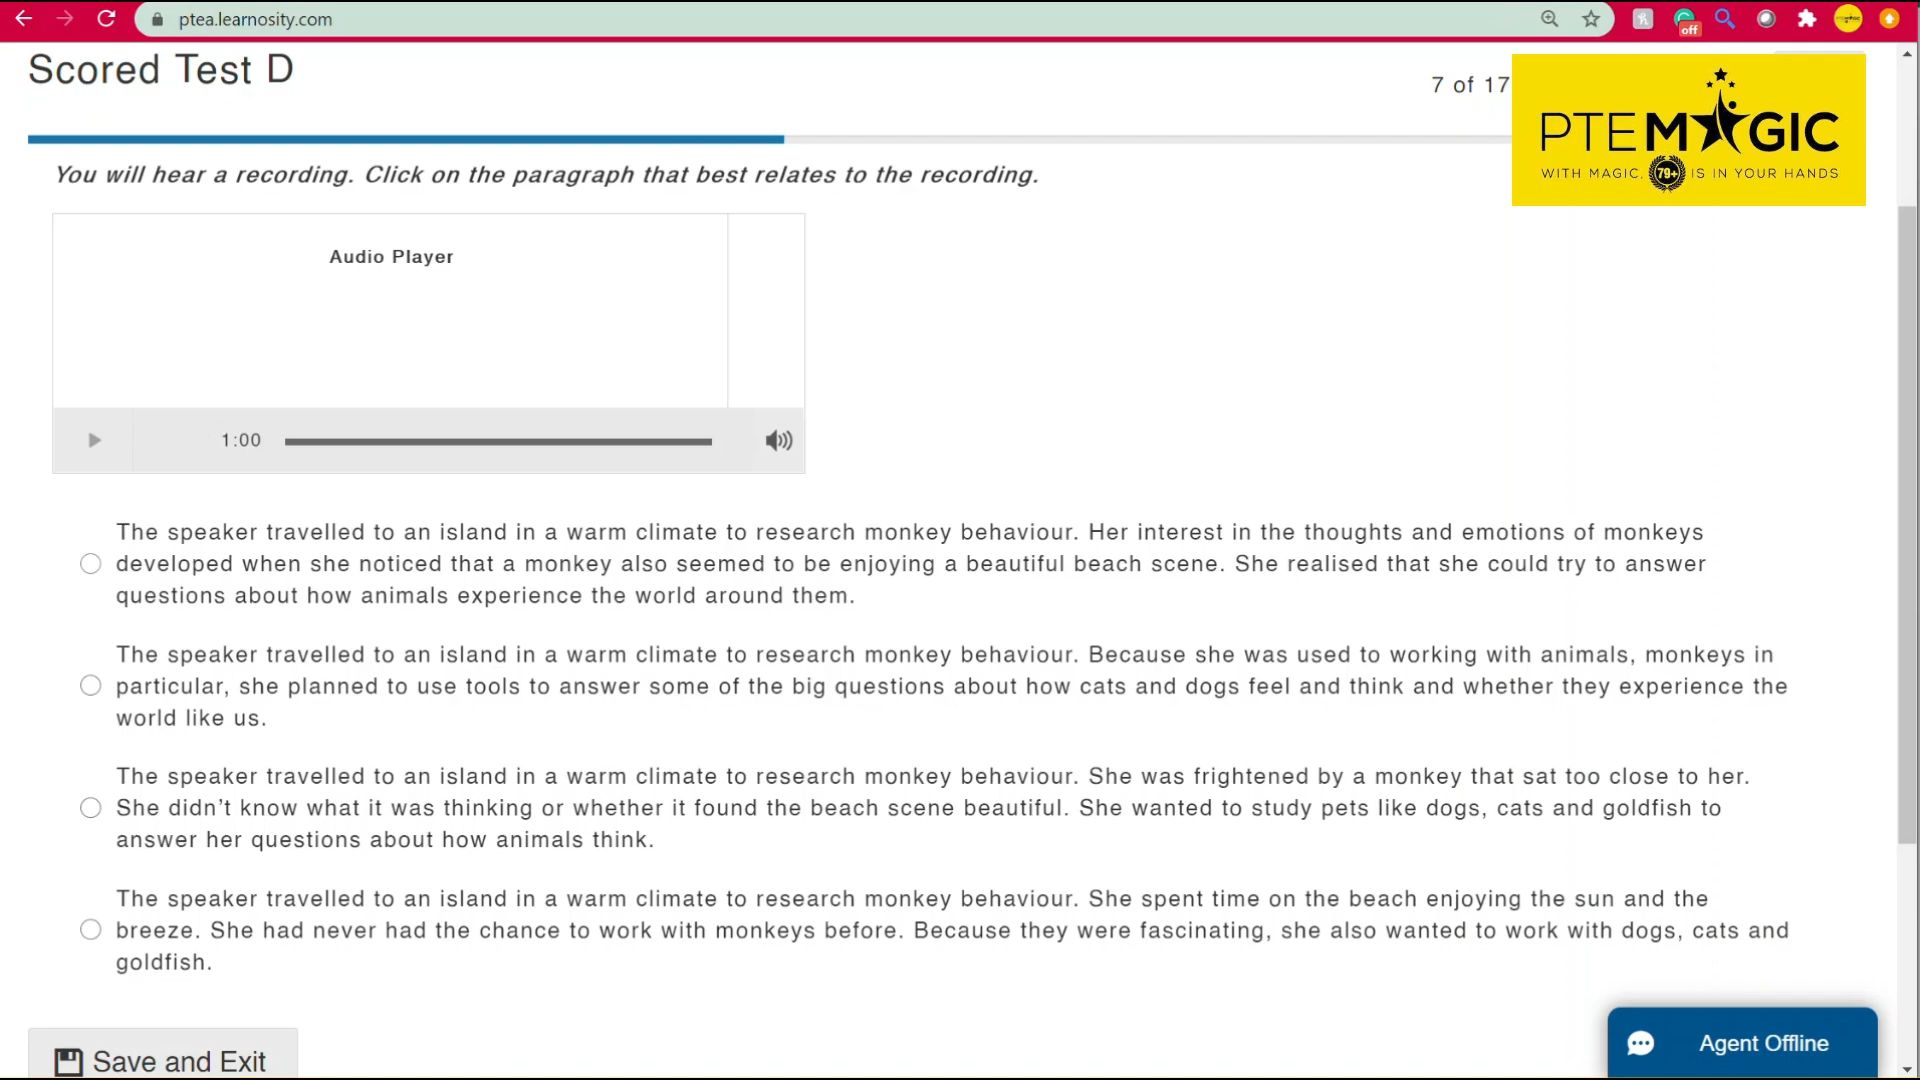 ptea.learnosity.com
off
Scored Test D
7 of 17
PTEMAGIC
WITH MAGIC, 79+ IS IN YOUR HANDS
You will hear a recording. Click on the paragraph that best relates to the recording.
Audio Player
1:00
The speaker travelled to an island in a warm climate to research monkey behaviour. Her interest in the thoughts and emotions of monkeys
developed when she noticed that a monkey also seemed to be enjoying a beautiful beach scene. She realised that she could try to answer
questions about how animals experience the world around them.
The speaker travelled to an island in a warm climate to research monkey behaviour. Because she was used to working with animals, monkeys in
particular, she planned to use tools to answer some of the big questions about how cats and dogs feel and think and whether they experience the
world like us.
The speaker travelled to an island in a warm climate to research monkey behaviour. She was frightened by a monkey that sat too close to her.
She didn’t know what it was thinking or whether it found the beach scene beautiful. She wanted to study pets like dogs, cats and goldfish to
answer her questions about how animals think.
The speaker travelled to an island in a warm climate to research monkey behaviour. She spent time on the beach enjoying the sun and the
breeze. She had never had the chance to work with monkeys before. Because they were fascinating, she also wanted to work with dogs, cats and
goldfish.
Save and Exit
Agent Offline